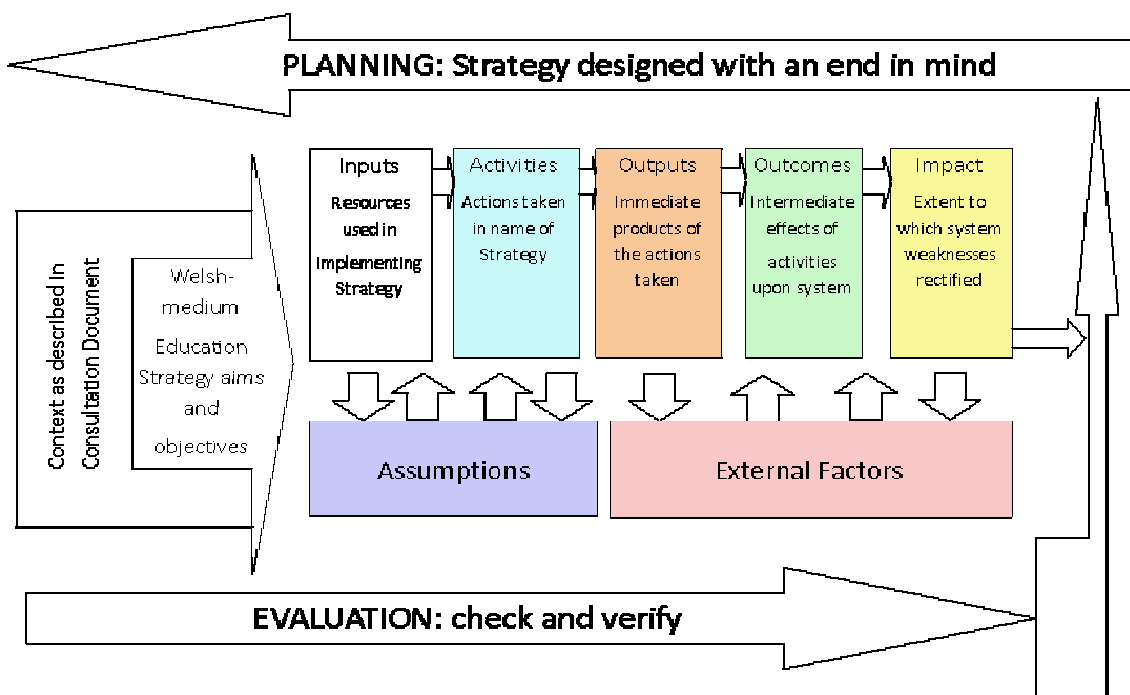 PLANNING: Strategy designed with an end in mind
Context as described In
Consultation Document
Welsh-
medium
Education
Strategy aims
and
objectives
Inputs
Resources
used in
Implementing
Strategy
Activities
Actions taken
in name of
Strategy
Outputs
Immediate
products of
the actions
taken
Outcomes
Intermediate
effects of
activities
upon system
Impact
Extent to
which system
weaknesses
rectified
Assumptions
External Factors
EVALUATION: check and verify